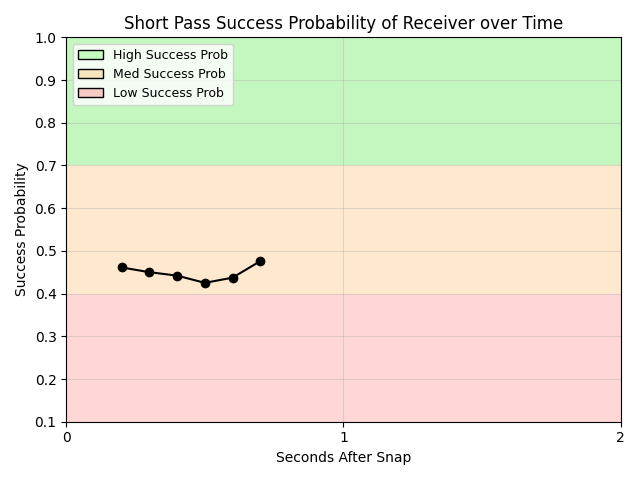 Short Pass Success Probability of Receiver over Time
High Success Prob
Med Success Prob
Low Success Prob
Success Probability
1.0
0.9
0.8
0.7
0.6
0.5
0.4
0.3
0.2
0.1
0 1 2
Seconds After Snap